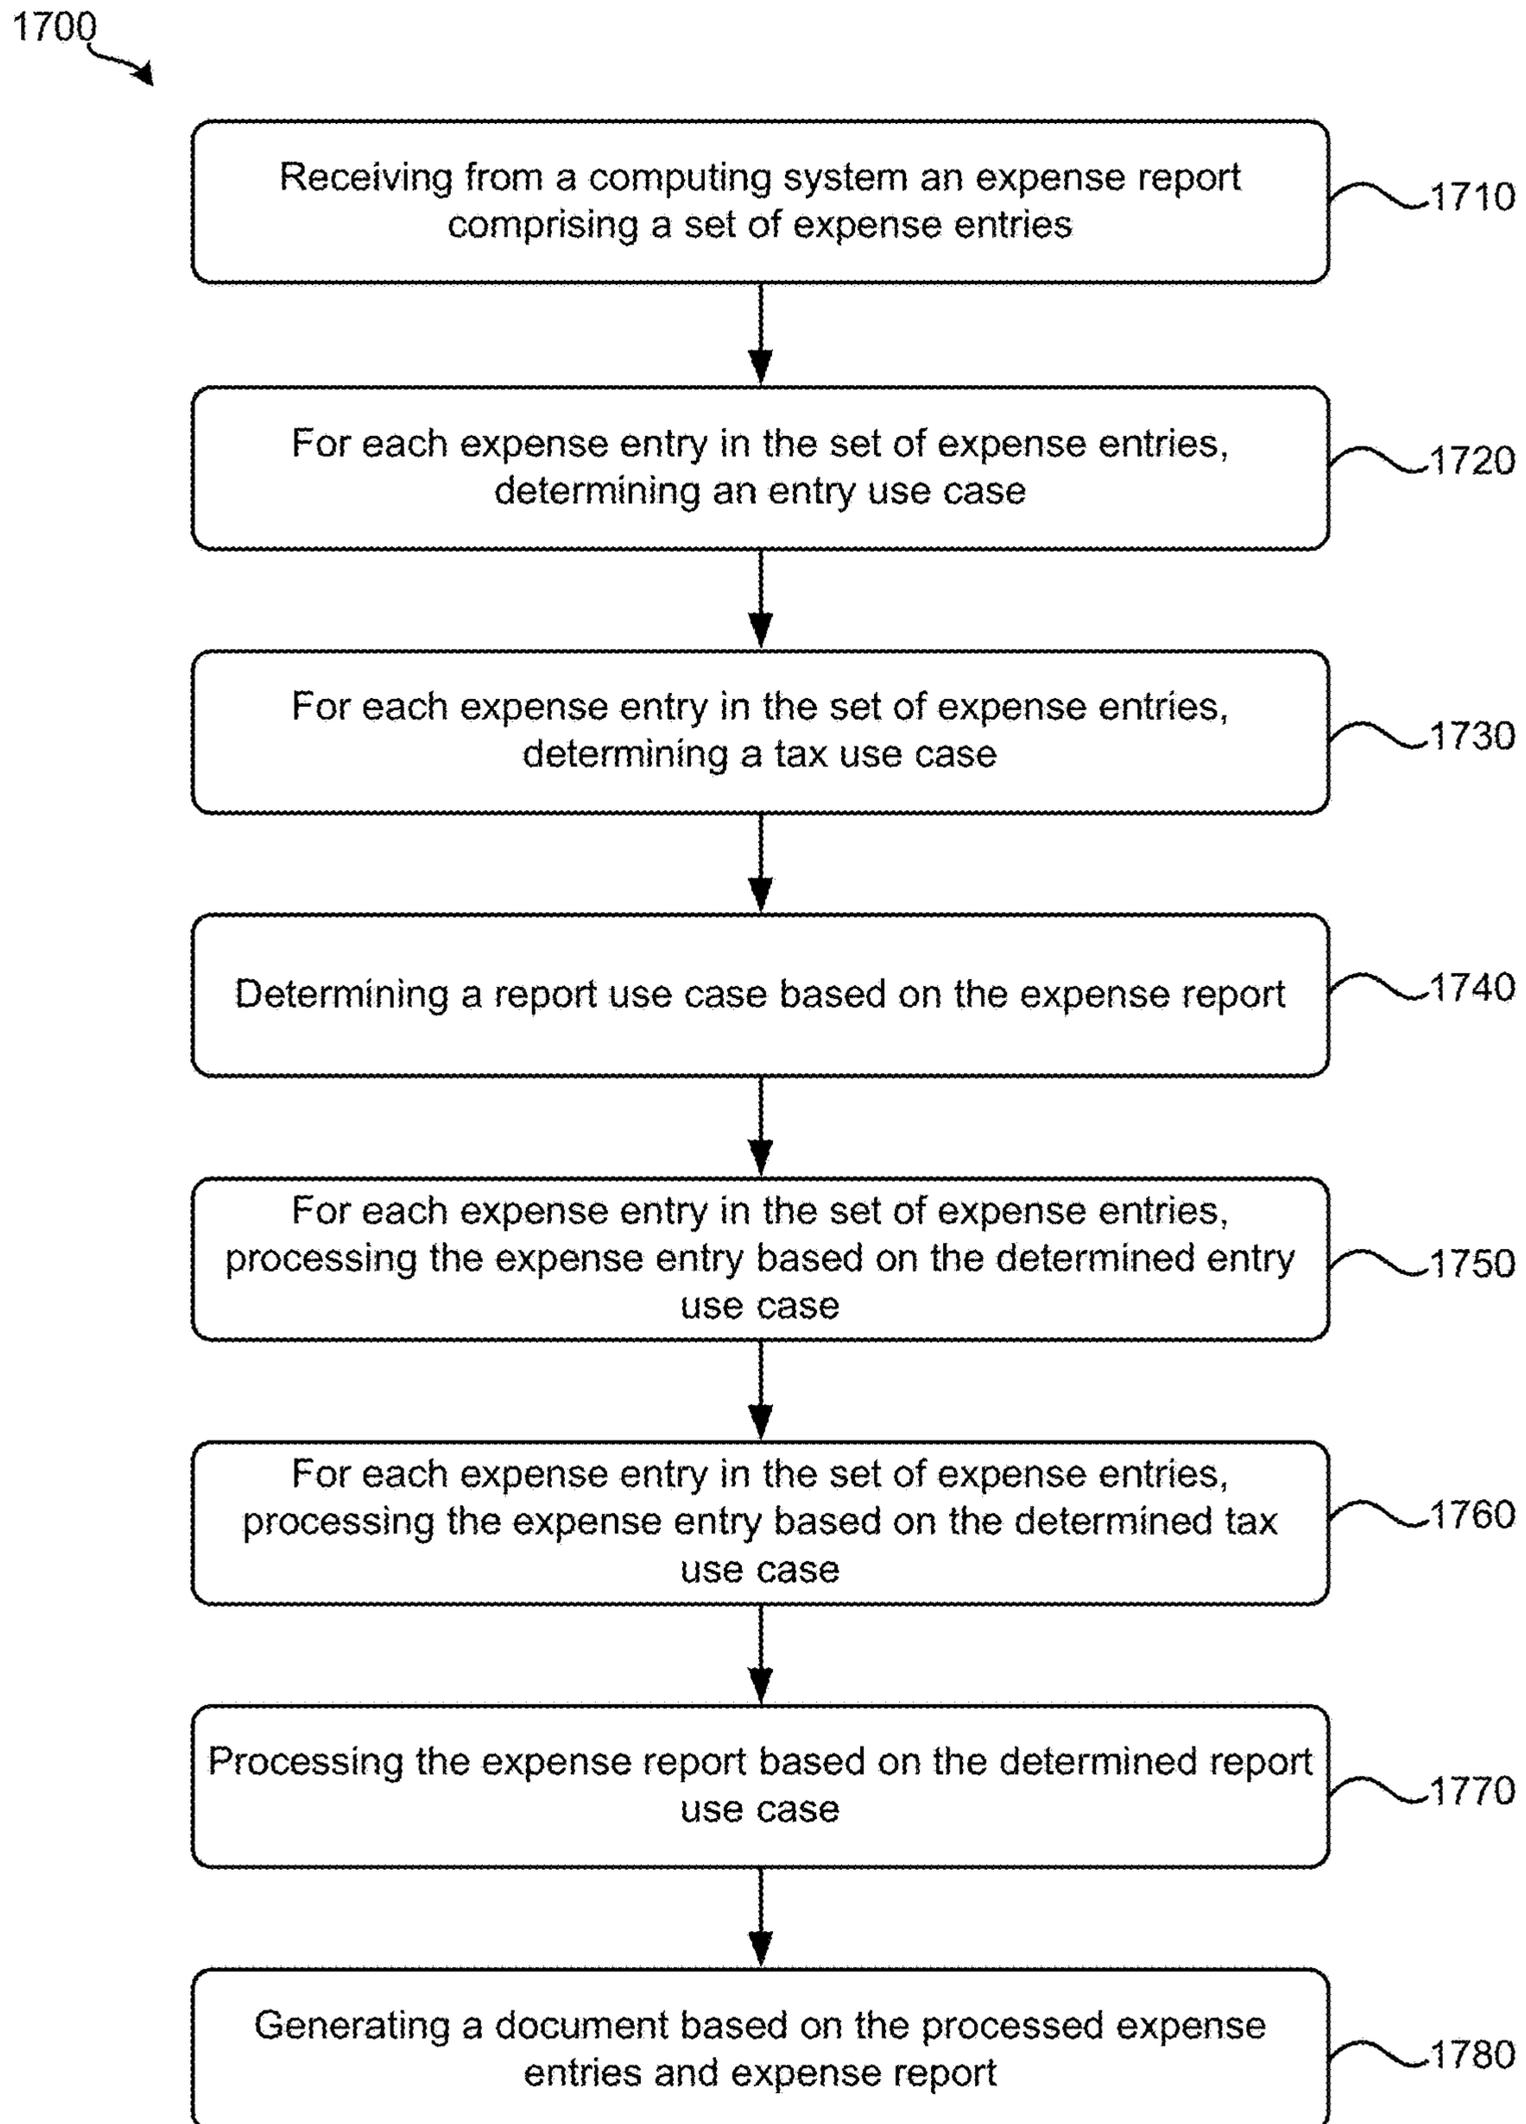 1700
Receiving from a computing system an expense report
comprising a set of expense entries
1710
For each expense entry in the set of expense entries,
determining an entry use case
1720
For each expense entry in the set of expense entries,
determining a tax use case
1730
Determining a report use case based on the expense report
1740
For each expense entry in the set of expense entries,
processing the expense entry based on the determined entry
use case
1750
For each expense entry in the set of expense entries,
processing the expense entry based on the determined tax
use case
1760
Processing the expense report based on the determined report
use case
1770
Generating a document based on the processed expense
entries and expense report
1780